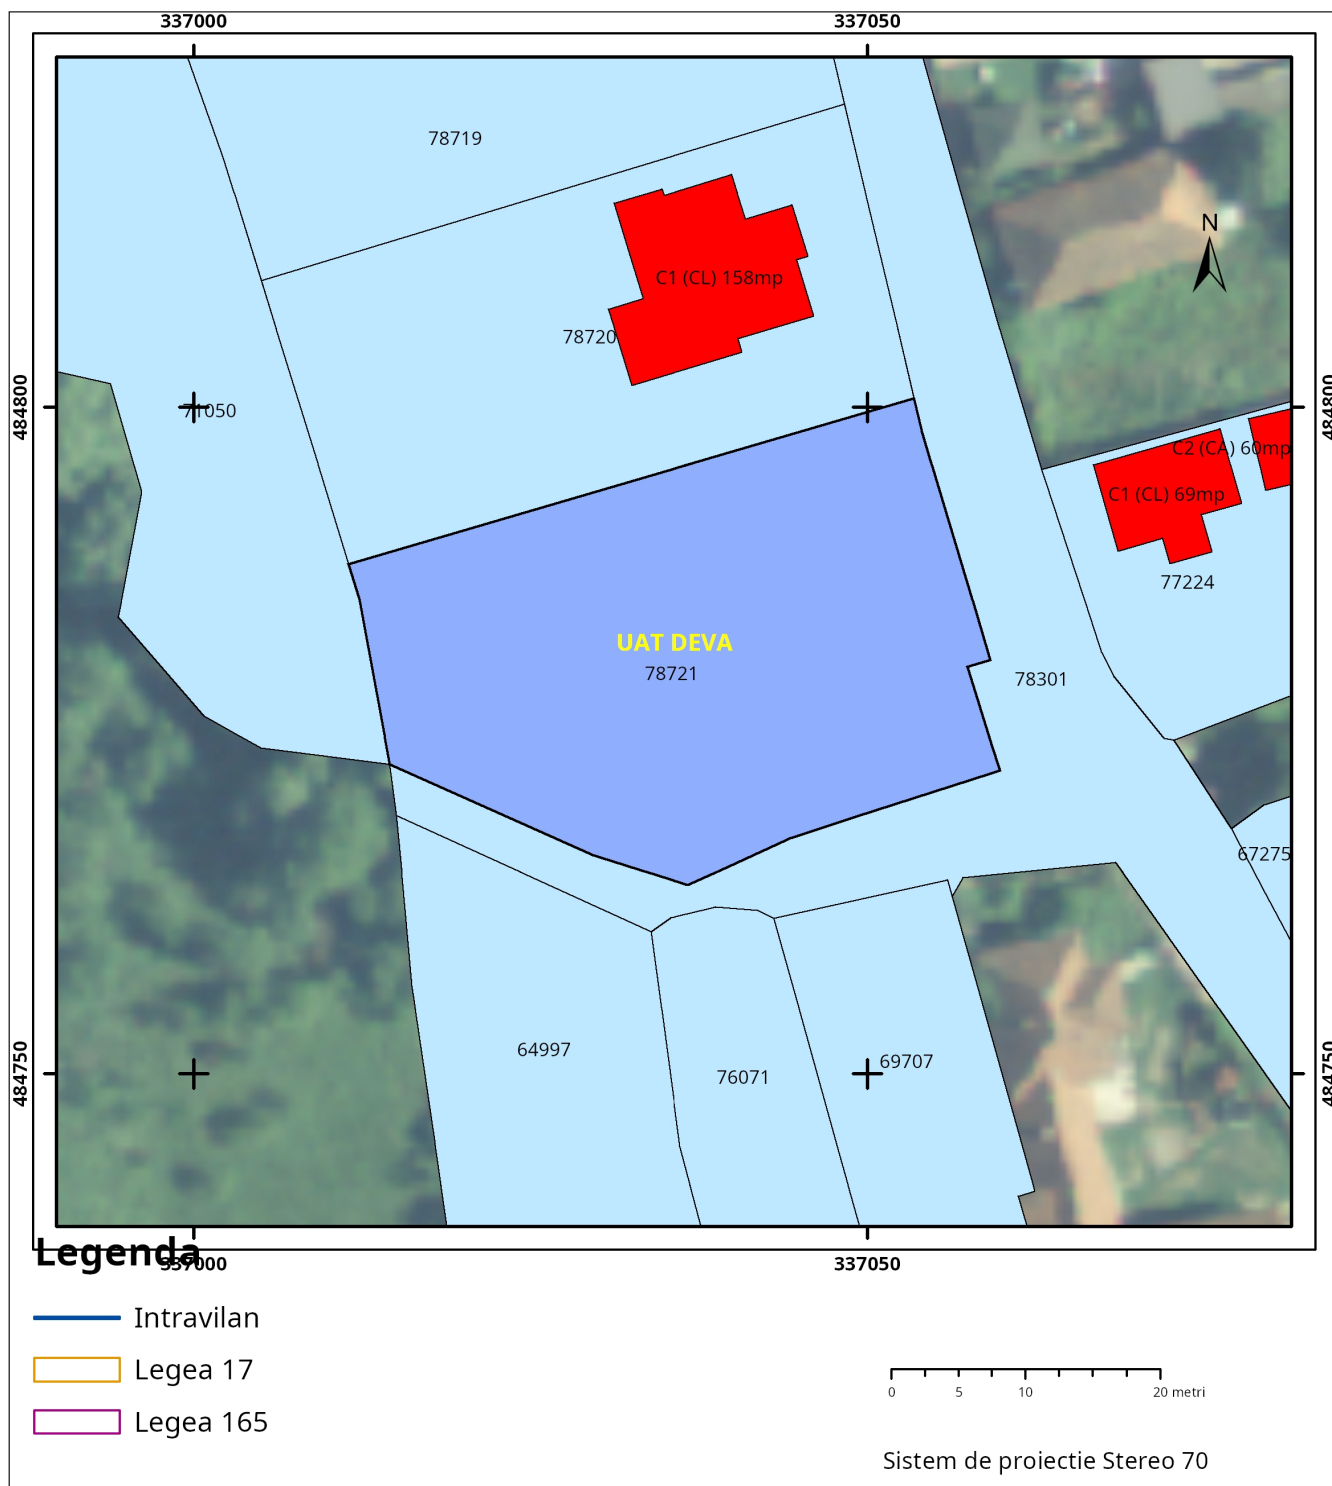 337000 337050
78719
N
C1 (CL) 158mp
78720
484800 71050 484800
C2 (CA) 60mp
C1 (CL) 69mp
77224
UAT DEVA
78721
78301
67275
64997
69707
76071
484750 484750
337000 337050
Legenda
Intravilan
Legea 17
Legea 165
0 5 10 20 metri
Sistem de proiectie Stereo 70